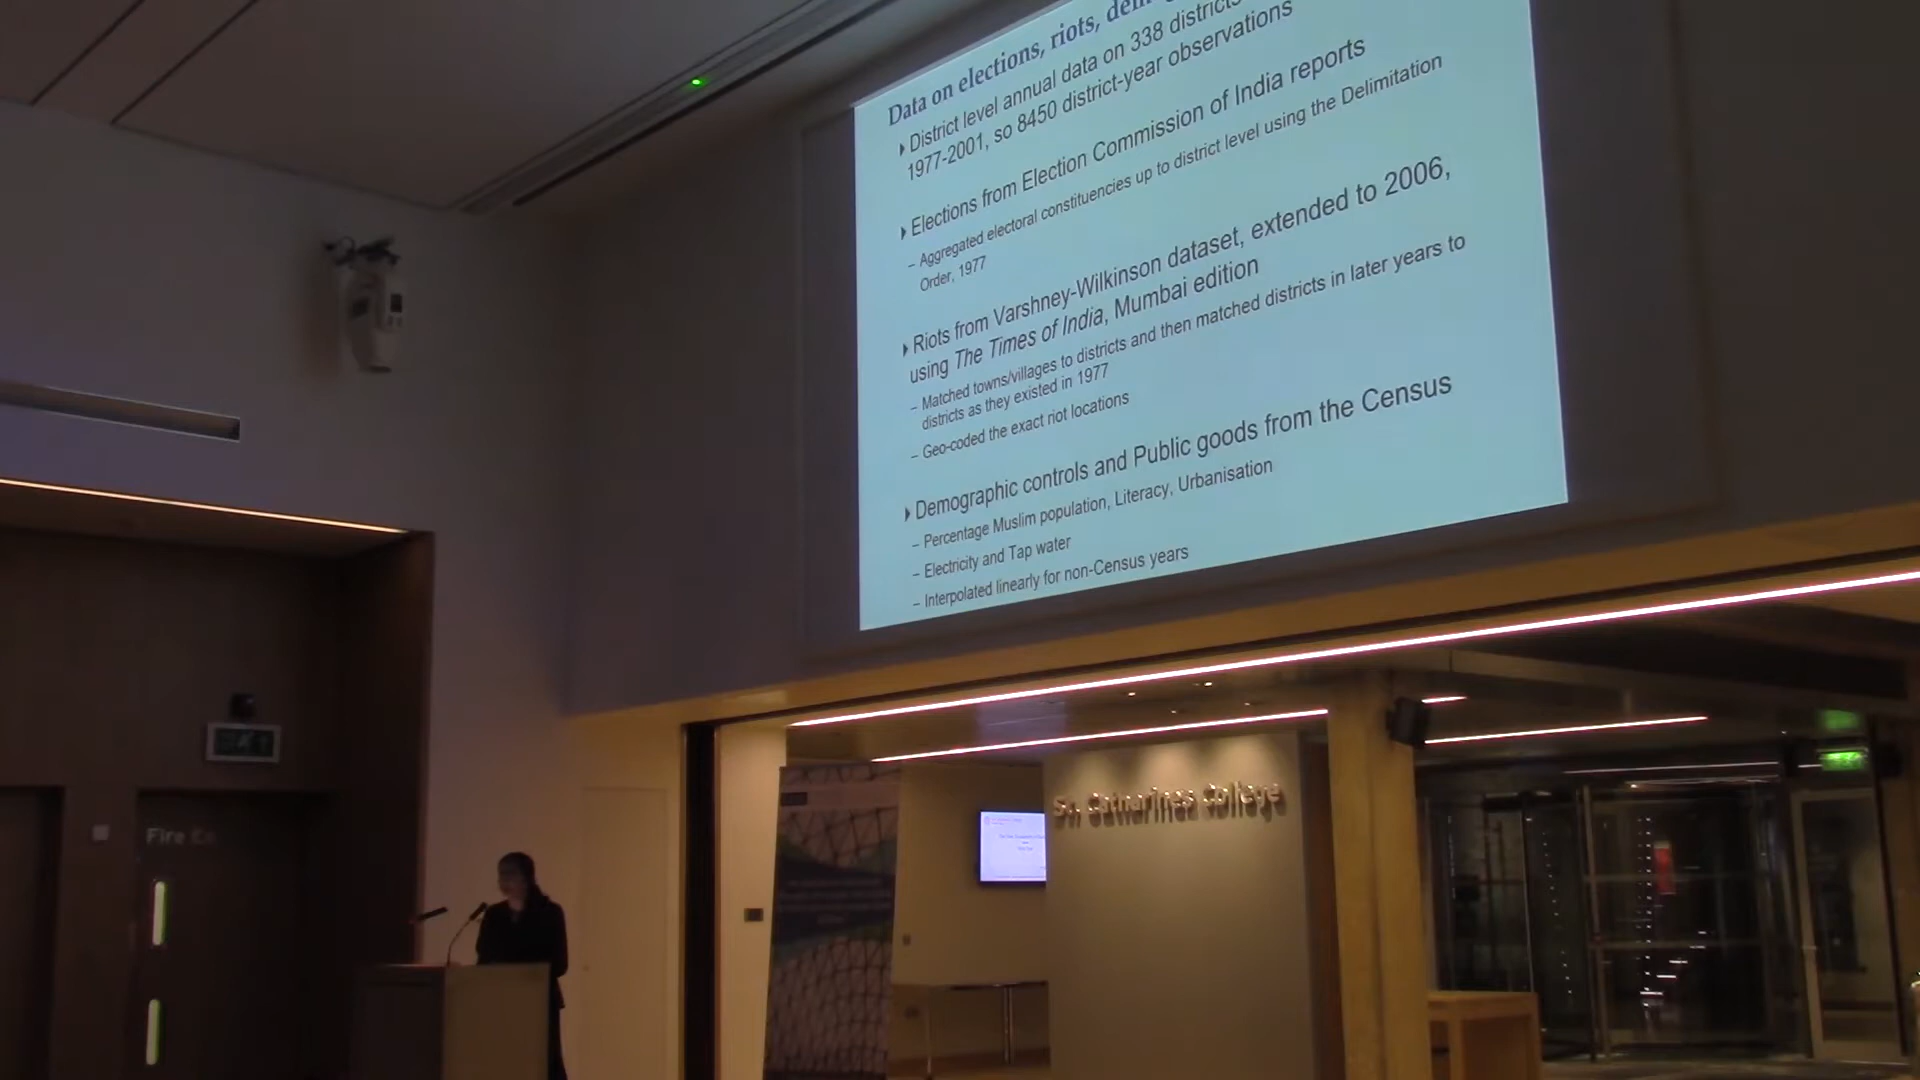 Data on elections, riots,
District level annual data on 338 districts
1977-2001, so 8450 district-year observations
Elections from Election Commission of India reports
– Aggregated electoral constituencies up to district level using the Delimitation
Order, 1977
Riots from Varshney-Wilkinson dataset, extended to 2006,
using The Times of India, Mumbai edition
– Matched towns/villages to districts and then matched districts in later years to
districts as they existed in 1977
– Geo-coded the exact riot locations
Demographic controls and Public goods from the Census
– Percentage Muslim population, Literacy, Urbanisation
– Electricity and Tap water
– Interpolated linearly for non-Census years
St. Catharine's College
Fire